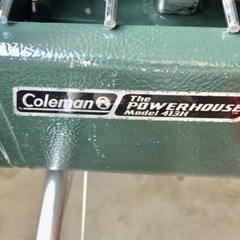 Coleman
The
POWERHOUSE
Model 413H